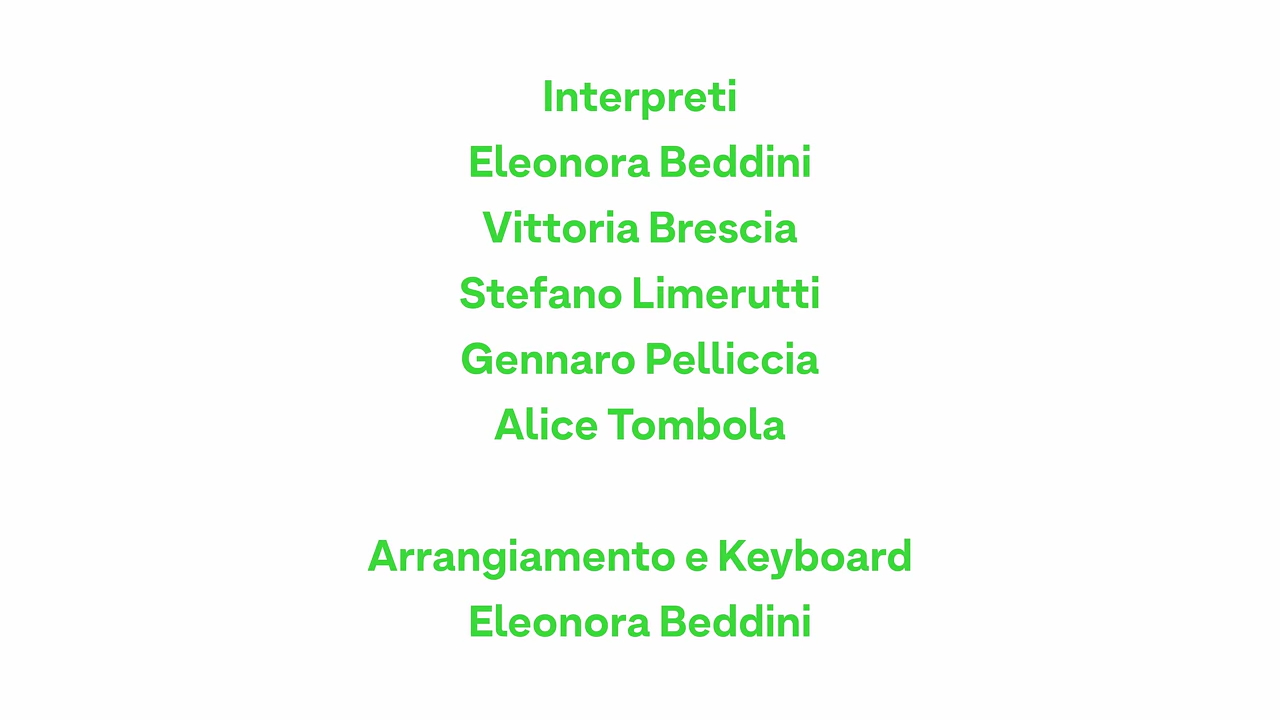 Interpreti
Eleonora Beddini
Vittoria Brescia
Stefano Limerutti
Gennaro Pelliccia
Alice Tombola
Arrangiamento e Keyboard
Eleonora Beddini